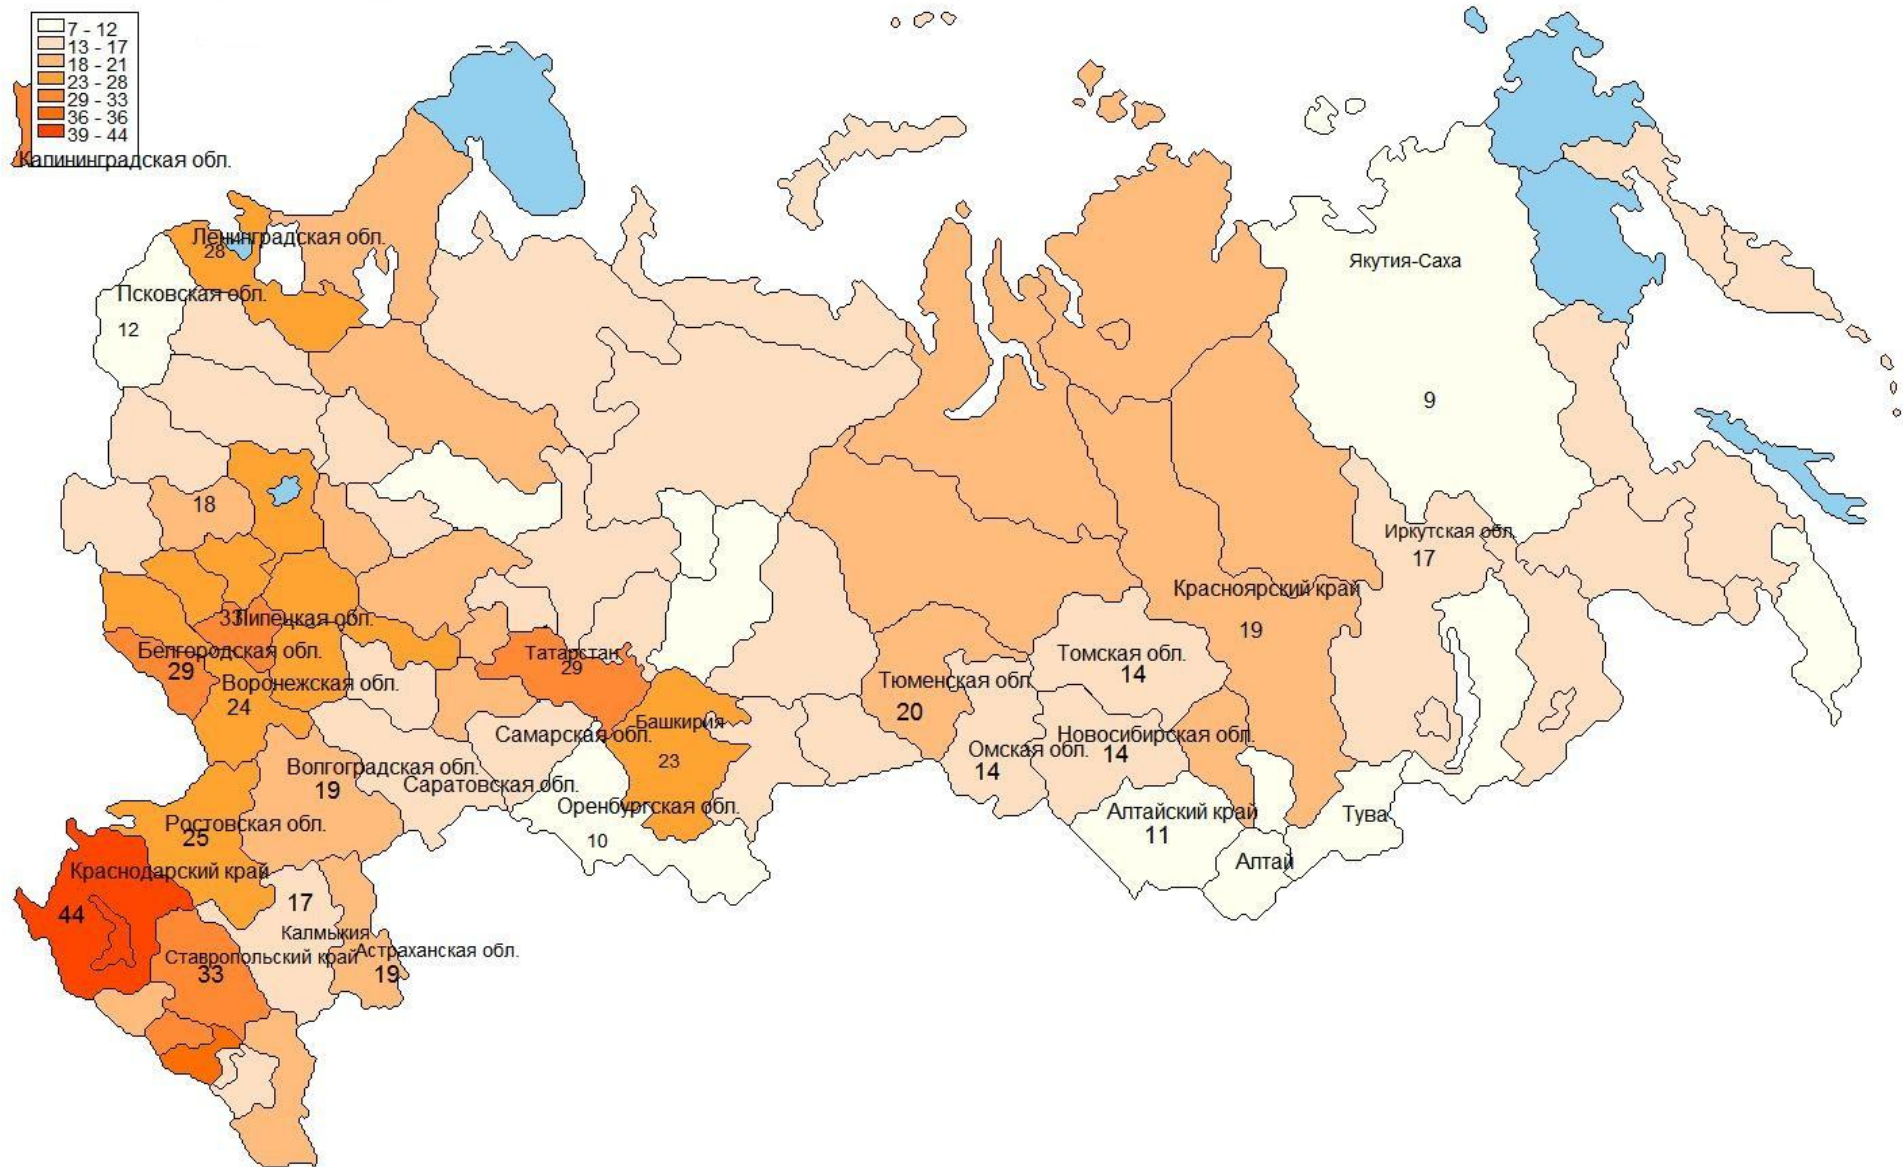 7 - 12
13 - 17
18 - 21
23 - 28
29 - 33
36 - 36
39 - 44
Калининградская обл.
Ленинградская обл.
28
Псковская обл.
12
Якутия-Саха
9
18
Иркутская обл.
17
Красноярский край
19
33
Липецкая обл.
Белгородская обл.
29
Татарстан
29
Томская обл.
14
Воронежская обл.
24
Тюменская обл.
20
Башкирия
23
Самарская обл.
Новосибирская обл.
14
Омская обл.
14
Волгоградская обл.
19
Саратовская обл.
Оренбургская обл.
10
Алтайский край
11
Тува
Ростовская обл.
25
Алтай
Краснодарский край
44
17
Калмыкия
Астраханская обл.
19
Ставропольский край
33